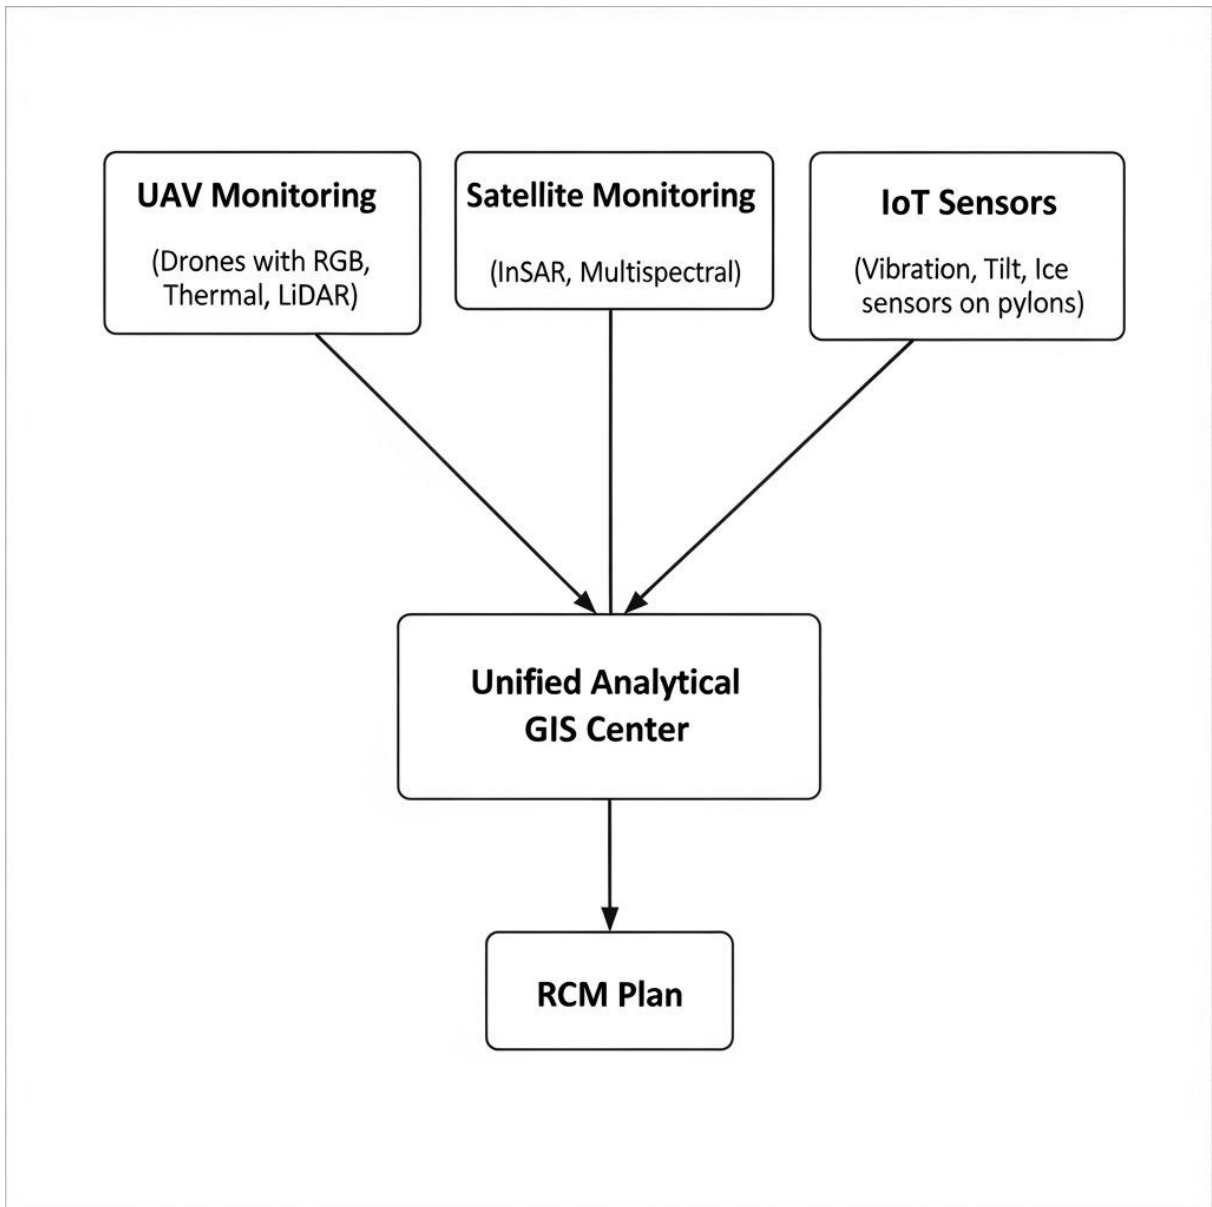 UAV Monitoring
(Drones with RGB,
Thermal, LiDAR)
Satellite Monitoring
(InSAR, Multispectral)
IoT Sensors
(Vibration, Tilt, Ice
sensors on pylons)
Unified Analytical
GIS Center
RCM Plan